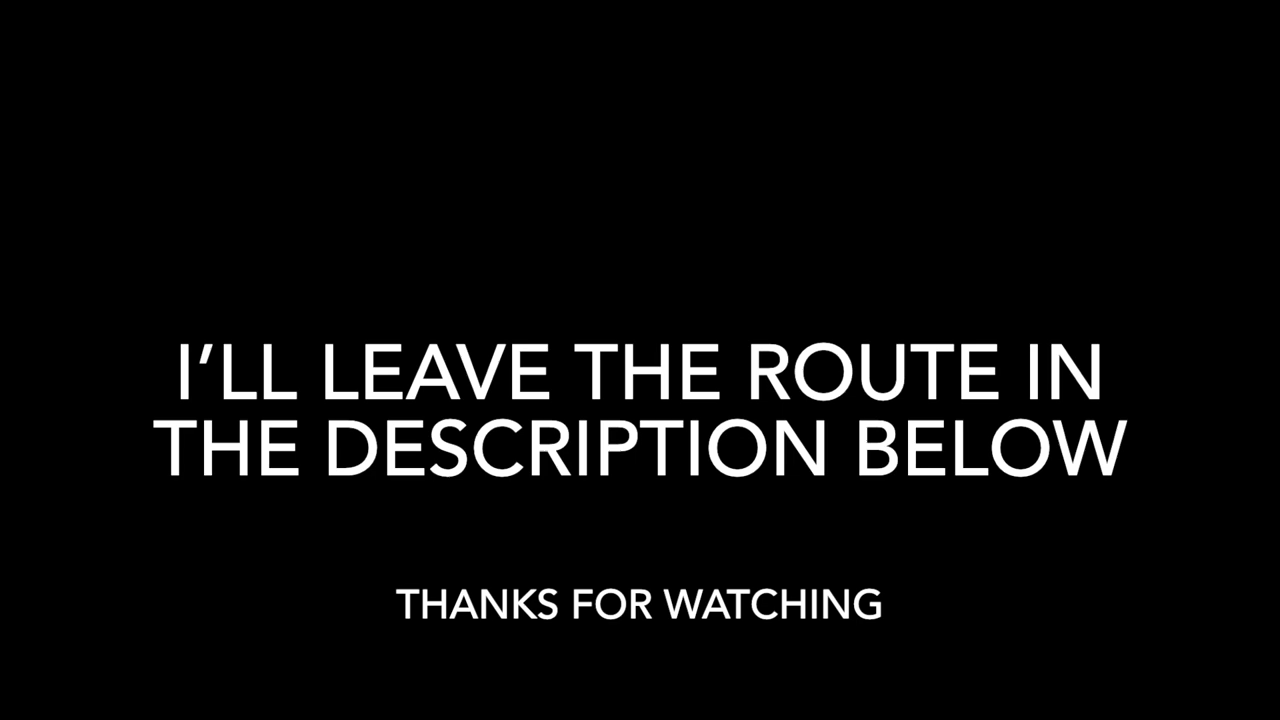 I’LL LEAVE THE ROUTE IN
THE DESCRIPTION BELOW
THANKS FOR WATCHING